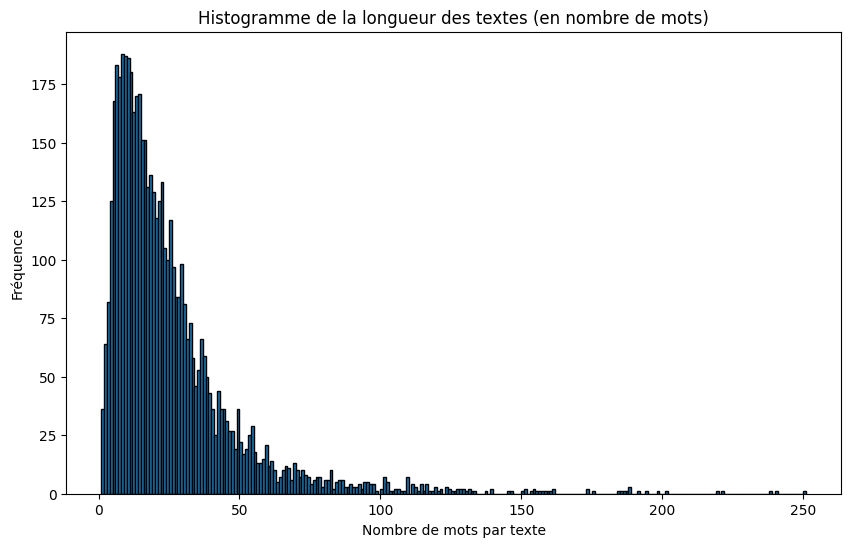 Histogramme de la longueur des textes (en nombre de mots)
Fréquence
175
150
125
100
75
50
25
0
0 50 100 150 200 250
Nombre de mots par texte